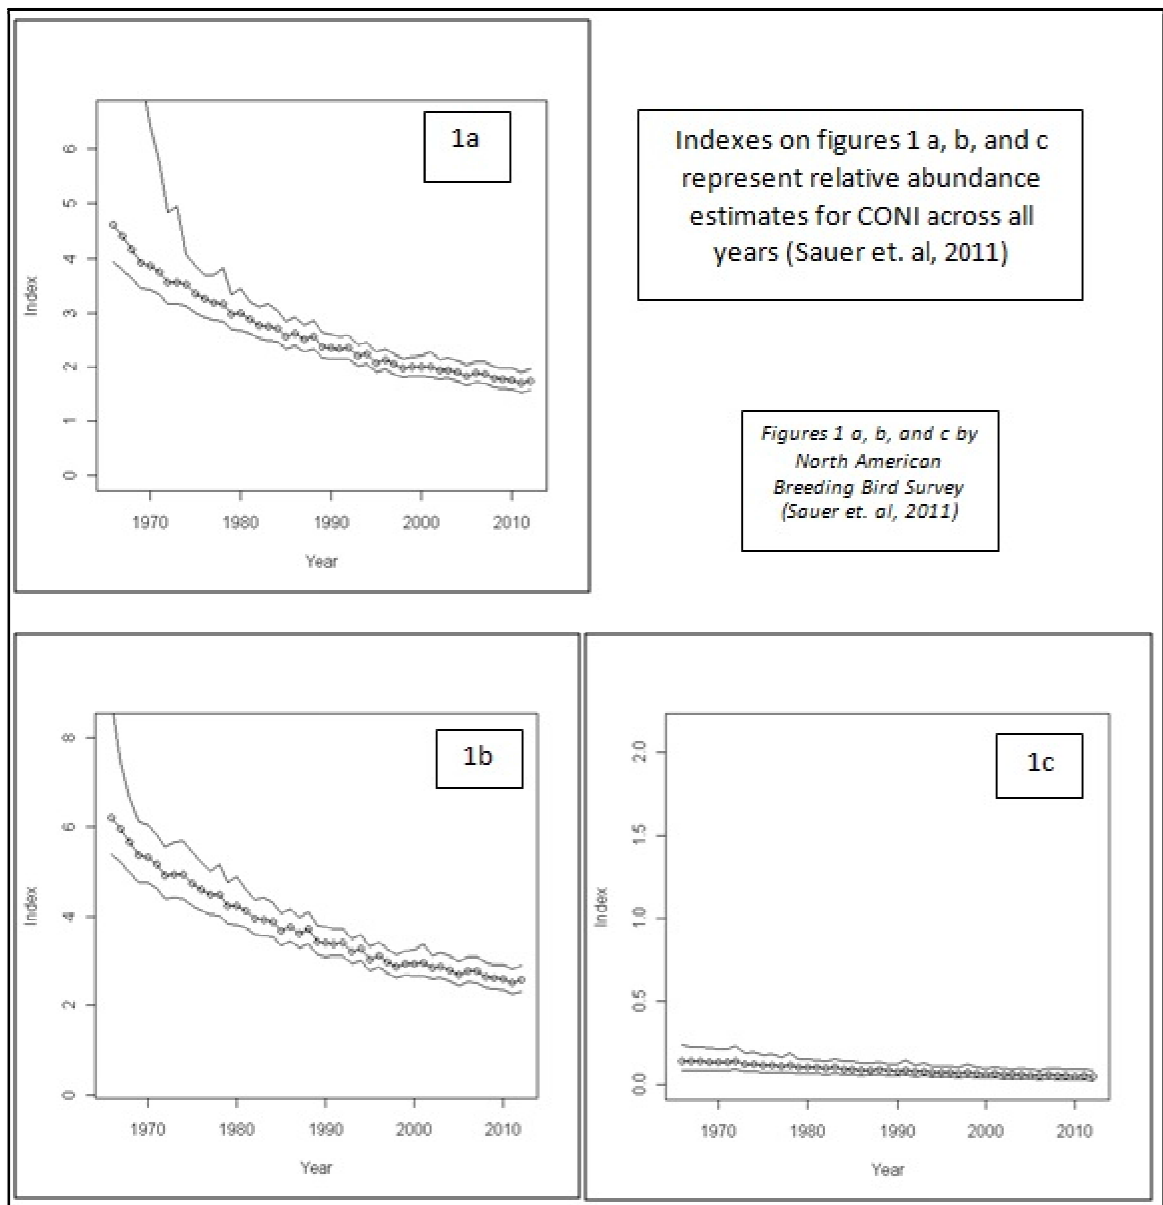 1a
6
5
4
3
2
1
0
Index
1970 1980 1990 2000 2010
Year
Indexes on figures 1 a, b, and c
represent relative abundance
estimates for CONI across all
years (Sauer et. al, 2011)
Figures 1 a, b, and c by
North American
Breeding Bird Survey
(Sauer et. al, 2011)
1b
8
6
4
2
0
Index
1970 1980 1990 2000 2010
Year
1c
2.0
1.5
1.0
0.5
0.0
Index
1970 1980 1990 2000 2010
Year